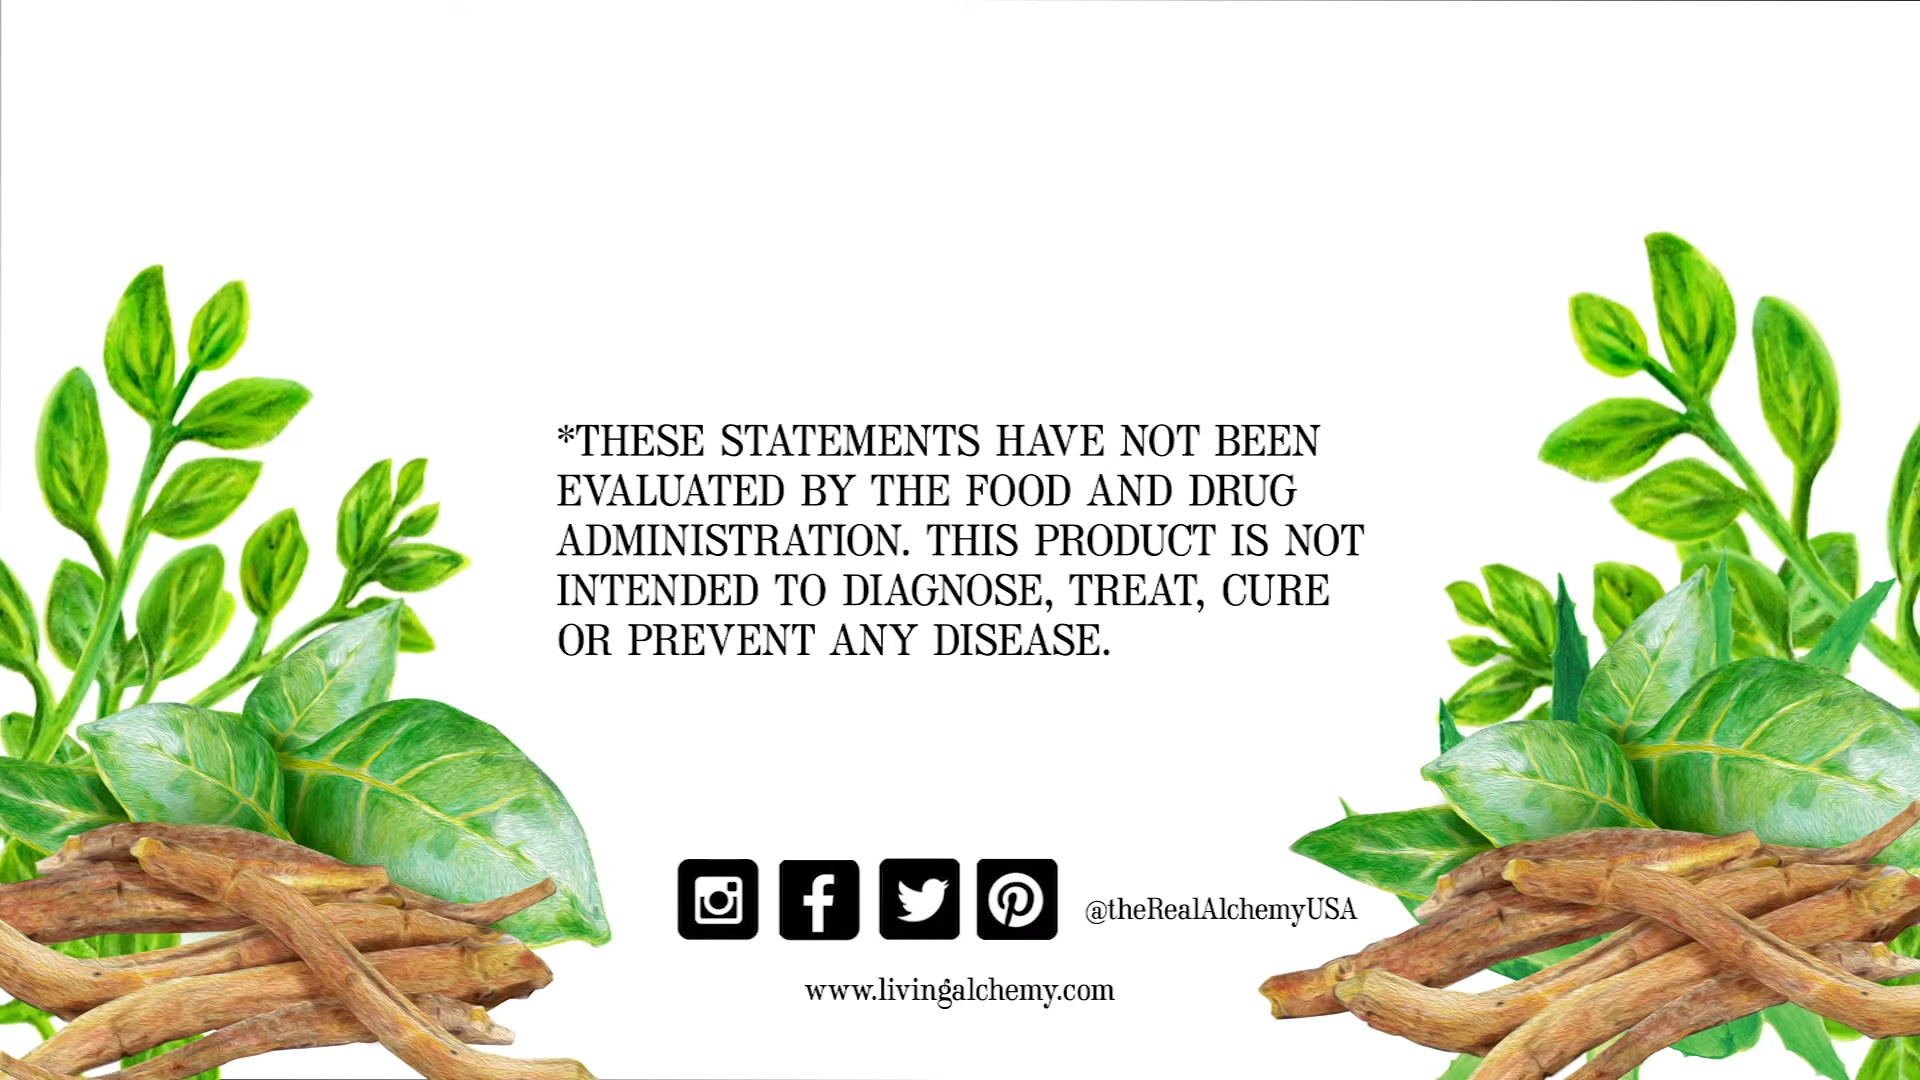 *THESE STATEMENTS HAVE NOT BEEN
EVALUATED BY THE FOOD AND DRUG
ADMINISTRATION. THIS PRODUCT IS NOT
INTENDED TO DIAGNOSE, TREAT, CURE
OR PREVENT ANY DISEASE.
@theRealAlchemyUSA
www.livingalchemy.com